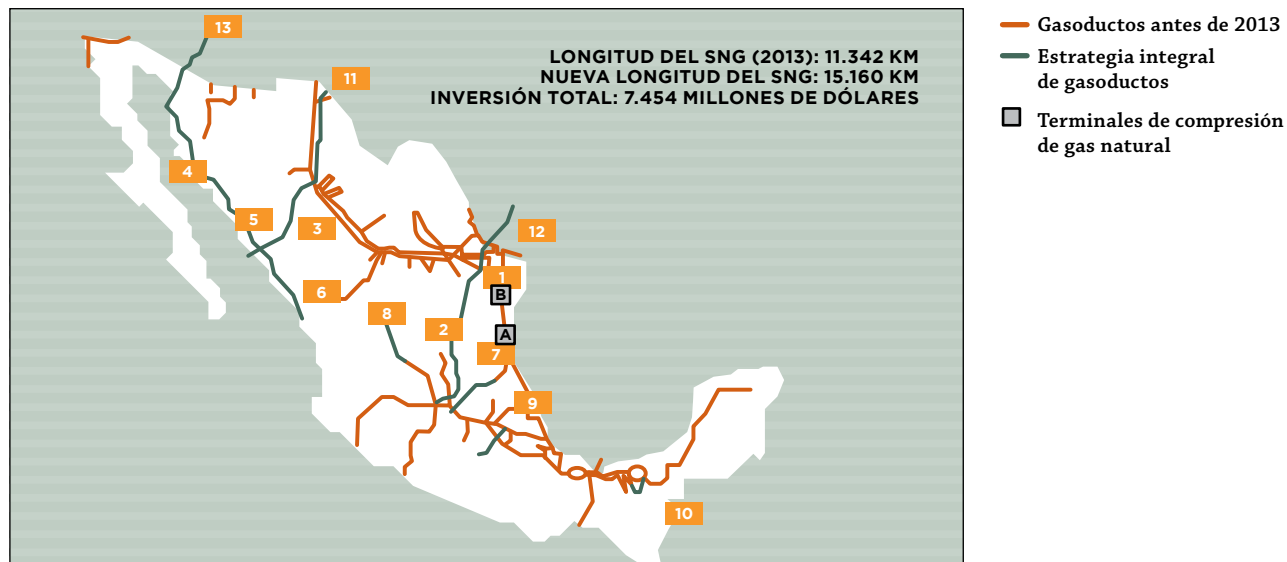 13
11
LONGITUD DEL SNG (2013): 11.342 KM
NUEVA LONGITUD DEL SNG: 15.160 KM
INVERSIÓN TOTAL: 7.454 MILLONES DE DÓLARES
4
5
3
12
1
6
B
8
2
A
7
9
10
Gasoductos antes de 2013
Estrategia integral
de gasoductos
Terminales de compresión
de gas natural